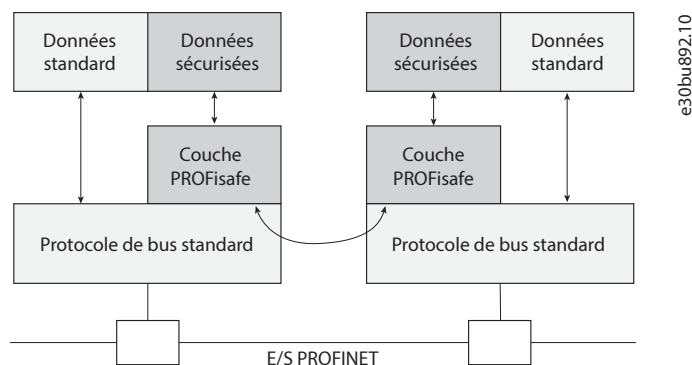 Données
standard
Données
sécurisées
Données
sécurisées
Données
standard
Couche
PROFIsafe
Couche
PROFIsafe
Protocole de bus standard
Protocole de bus standard
E/S PROFINET
e30bu892.10